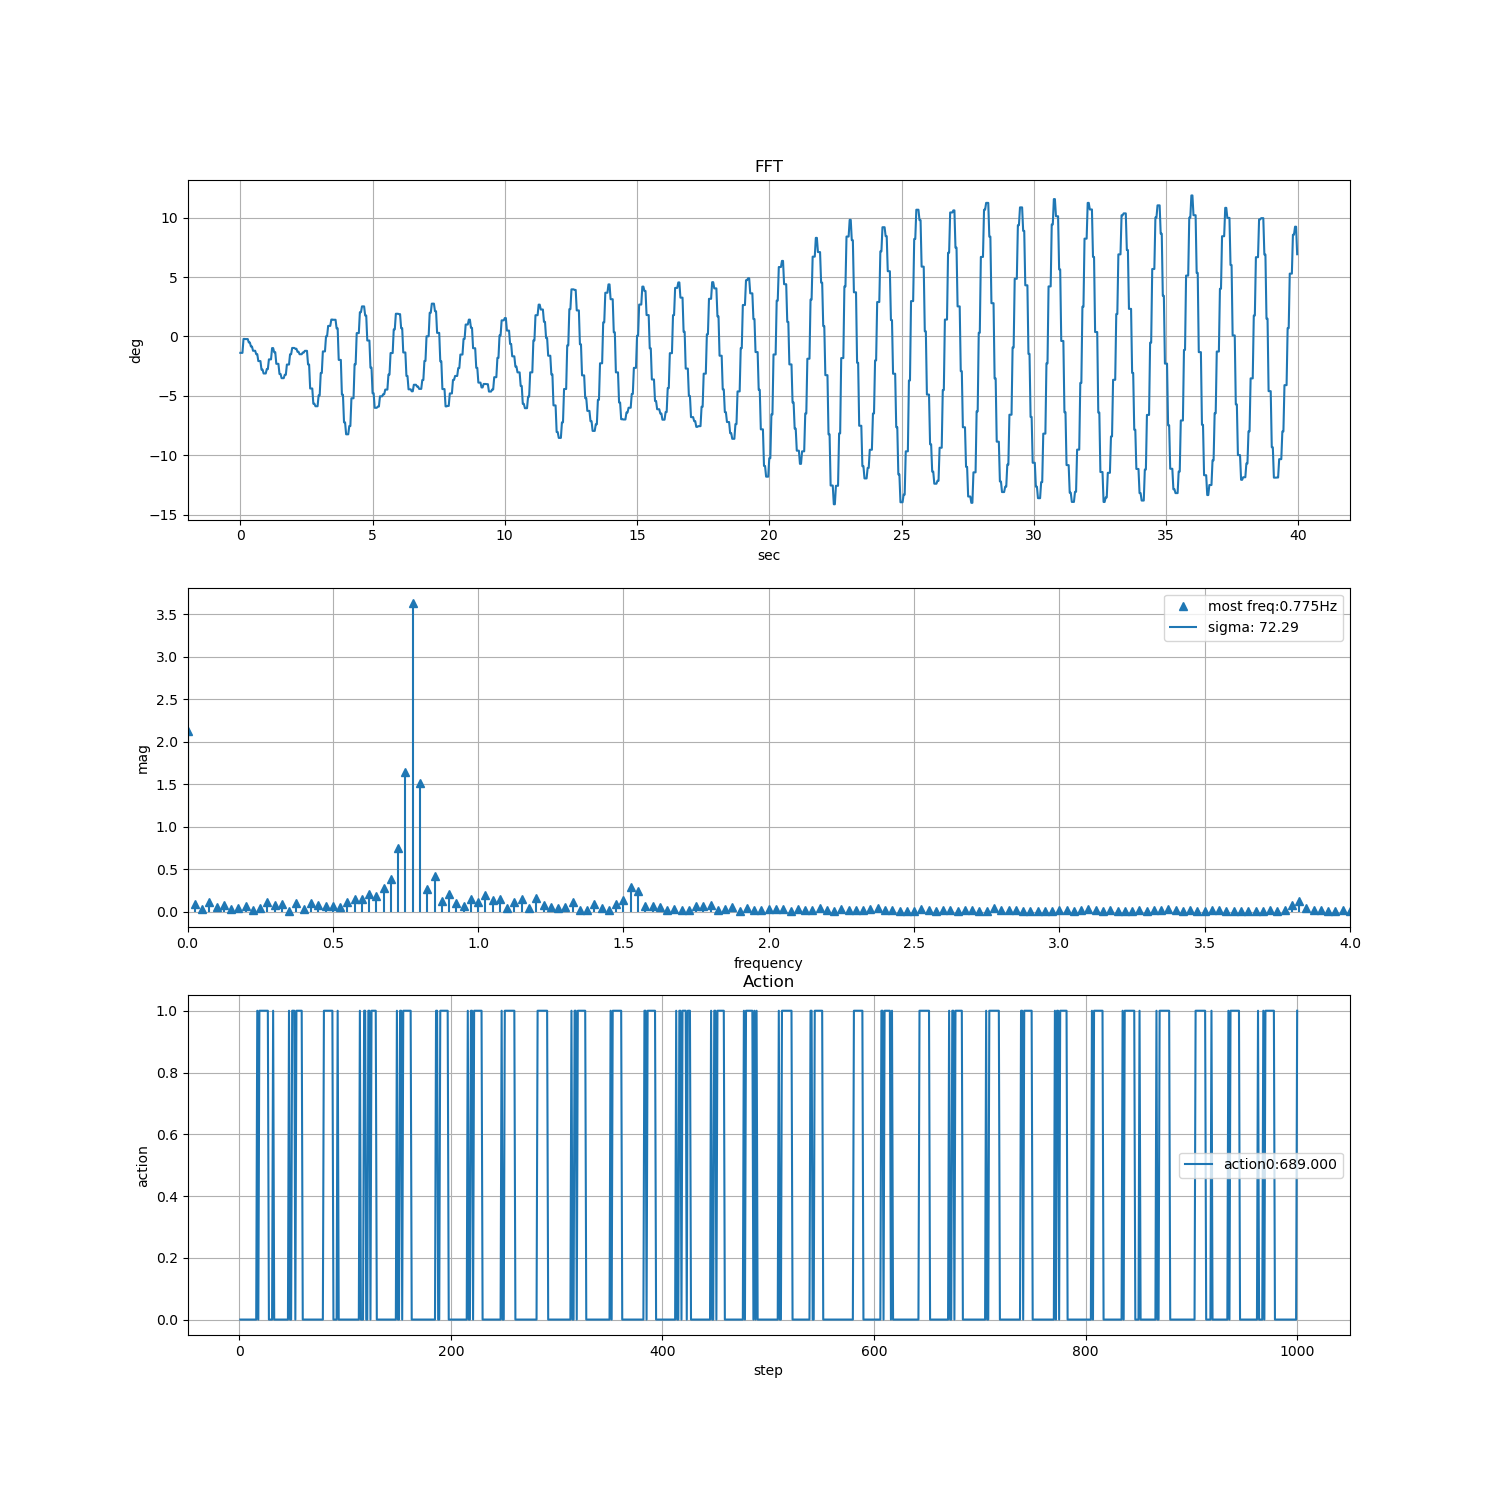 FFT
10
5
0
−5
−10
−15
deg
0 5 10 15 20 25 30 35 40
sec
most freq:0.775Hz
sigma: 72.29
3.5
3.0
2.5
2.0
1.5
1.0
0.5
0.0
mag
0.0 0.5 1.0 1.5 2.0 2.5 3.0 3.5 4.0
frequency
Action
1.0
0.8
0.6
0.4
0.2
0.0
action
action0:689.000
0 200 400 600 800 1000
step